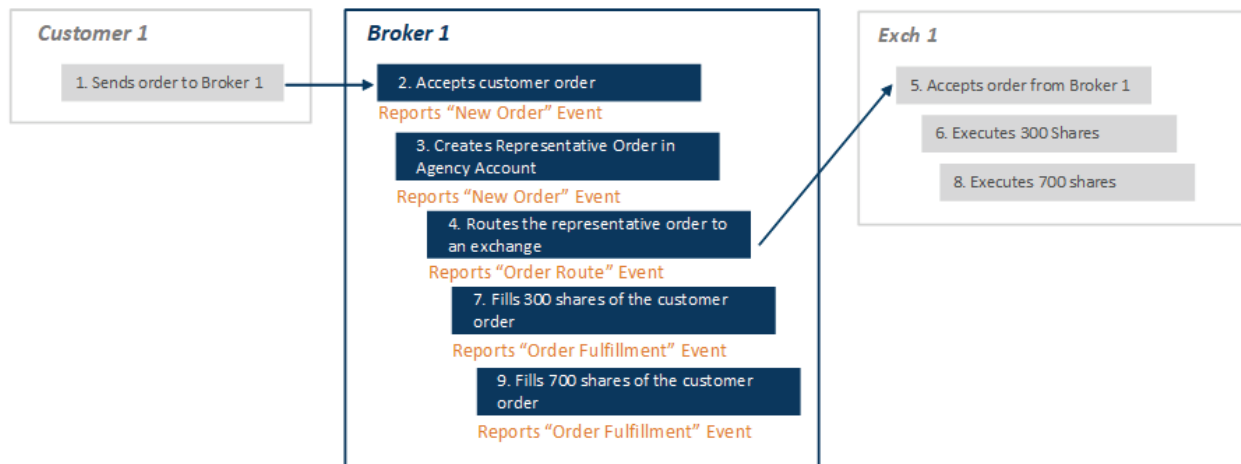 Customer 1
1. Sends order to Broker 1
Broker 1
2. Accepts customer order
Reports “New Order” Event
3. Creates Representative Order in
Agency Account
Reports “New Order” Event
4. Routes the representative order to
an exchange
Reports “Order Route” Event
7. Fills 300 shares of the customer
order
Reports “Order Fulfillment” Event
9. Fills 700 shares of the customer
order
Reports “Order Fulfillment” Event
Exch 1
5. Accepts order from Broker 1
6. Executes 300 Shares
8. Executes 700 shares